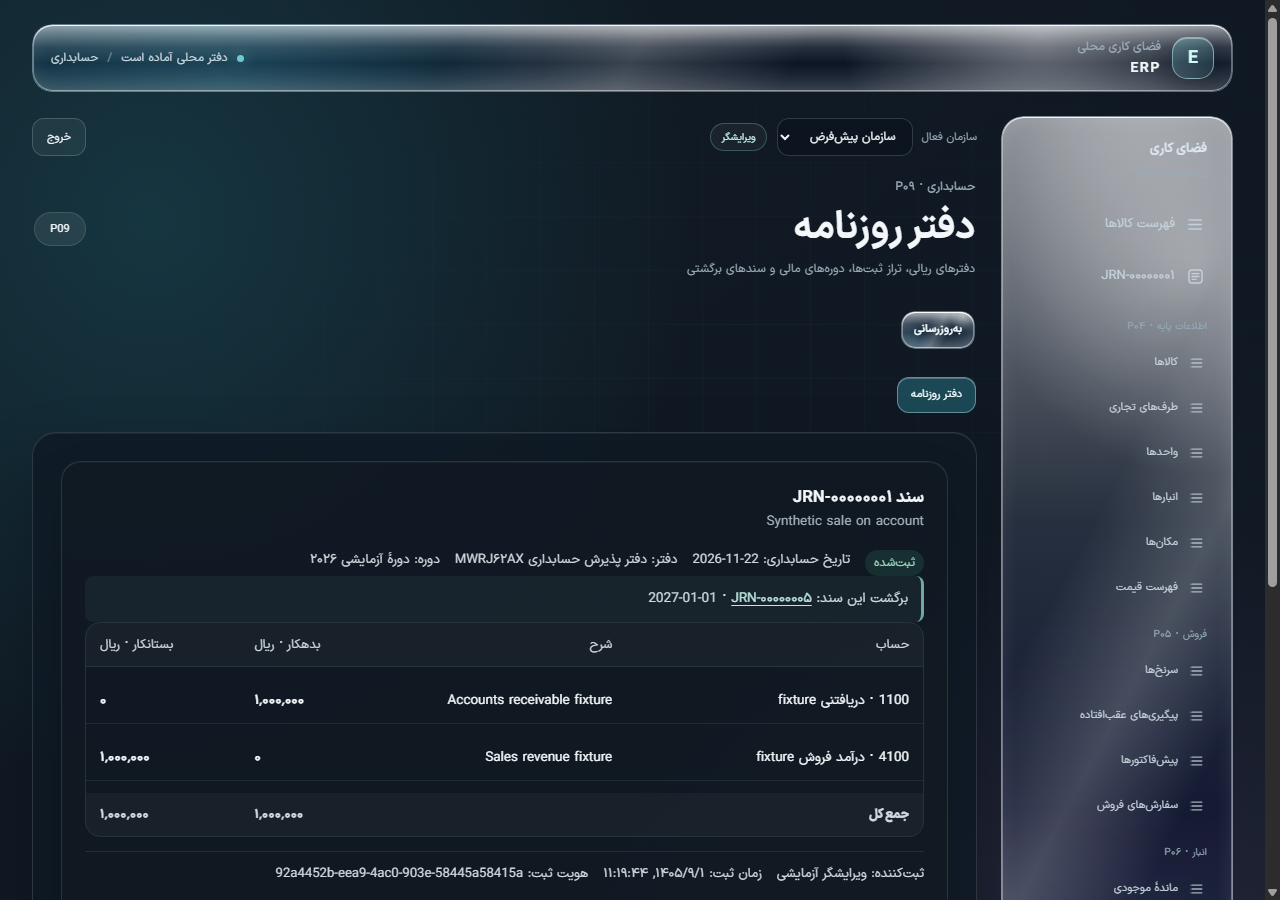 E
فضای کاری محلی
ERP
دفتر محلی آماده است / حسابداری
فضای کاری
فهرست کالاها
JRN-۰۰۰۰۰۰۰۱
اطلاعات پایه · P۰۴
کالاها
طرف‌های تجاری
واحدها
انبارها
مکان‌ها
فهرست قیمت
فروش · P۰۵
سرنخ‌ها
پیگیری‌های عقب‌افتاده
پیش‌فاکتورها
سفارش‌های فروش
انبار · P۰۶
ماندهٔ موجودی
سازمان فعال
سازمان پیش‌فرض
ویرایشگر
خروج
حسابداری · P۰۹
دفتر روزنامه
P09
دفترهای ریالی، تراز ثبت‌ها، دوره‌های مالی و سندهای برگشتی
به‌روزرسانی
دفتر روزنامه
سند JRN-۰۰۰۰۰۰۰۱
Synthetic sale on account
ثبت‌شده تاریخ حسابداری: 2026-11-22 دفتر: دفتر پذیرش حسابداری MWRJ۶۲AX دوره: دورهٔ آزمایشی ۲۰۲۶
برگشت این سند: JRN-۰۰۰۰۰۰۰۵ · 2027-01-01
حساب شرح بدهکار · ریال بستانکار · ریال
1100 · دریافتنی fixture Accounts receivable fixture ۱,۰۰۰,۰۰۰ ۰
4100 · درآمد فروش fixture Sales revenue fixture ۰ ۱,۰۰۰,۰۰۰
جمع کل ۱,۰۰۰,۰۰۰ ۱,۰۰۰,۰۰۰
ثبت‌کننده: ویرایشگر آزمایشی زمان ثبت: ۱۴۰۵/۹/۱, ۱۱:۱۹:۴۴ هویت ثبت: 92a4452b-eea9-4ac0-903e-58445a58415a